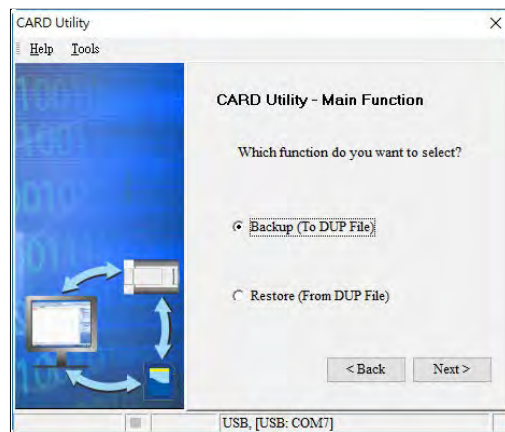 CARD Utility
Help Tools
CARD Utility - Main Function
Which function do you want to select?
Backup (To DUP File)
Restore (From DUP File)
< Back Next >
USB, [USB: COM7]